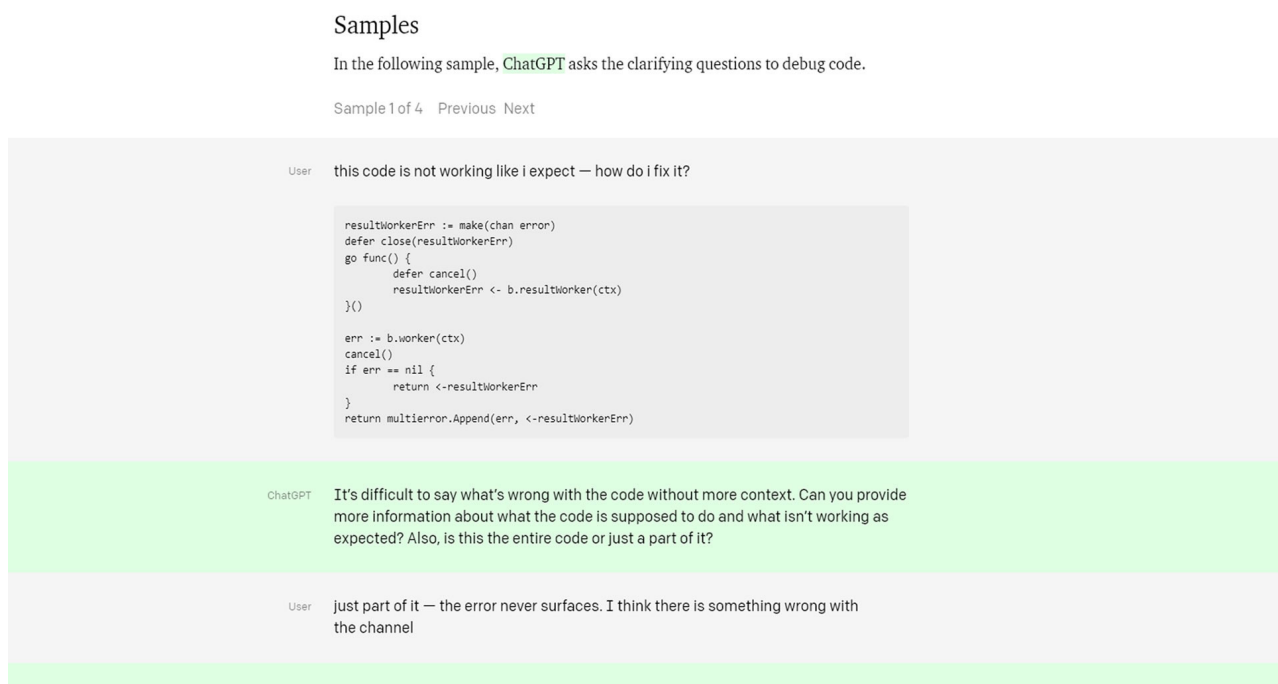 Samples
In the following sample, ChatGPT asks the clarifying questions to debug code.
Sample 1 of 4 Previous Next
User this code is not working like i expect — how do i fix it?
resultWorkerErr := make(chan error)
defer close(resultWorkerErr)
go func() {
        defer cancel()
        resultWorkerErr <- b.resultWorker(ctx)
}()

err := b.worker(ctx)
cancel()
if err == nil {
        return <-resultWorkerErr
}
return multierror.Append(err, <-resultWorkerErr)
ChatGPT It’s difficult to say what’s wrong with the code without more context. Can you provide
more information about what the code is supposed to do and what isn’t working as
expected? Also, is this the entire code or just a part of it?
User just part of it — the error never surfaces. I think there is something wrong with
the channel